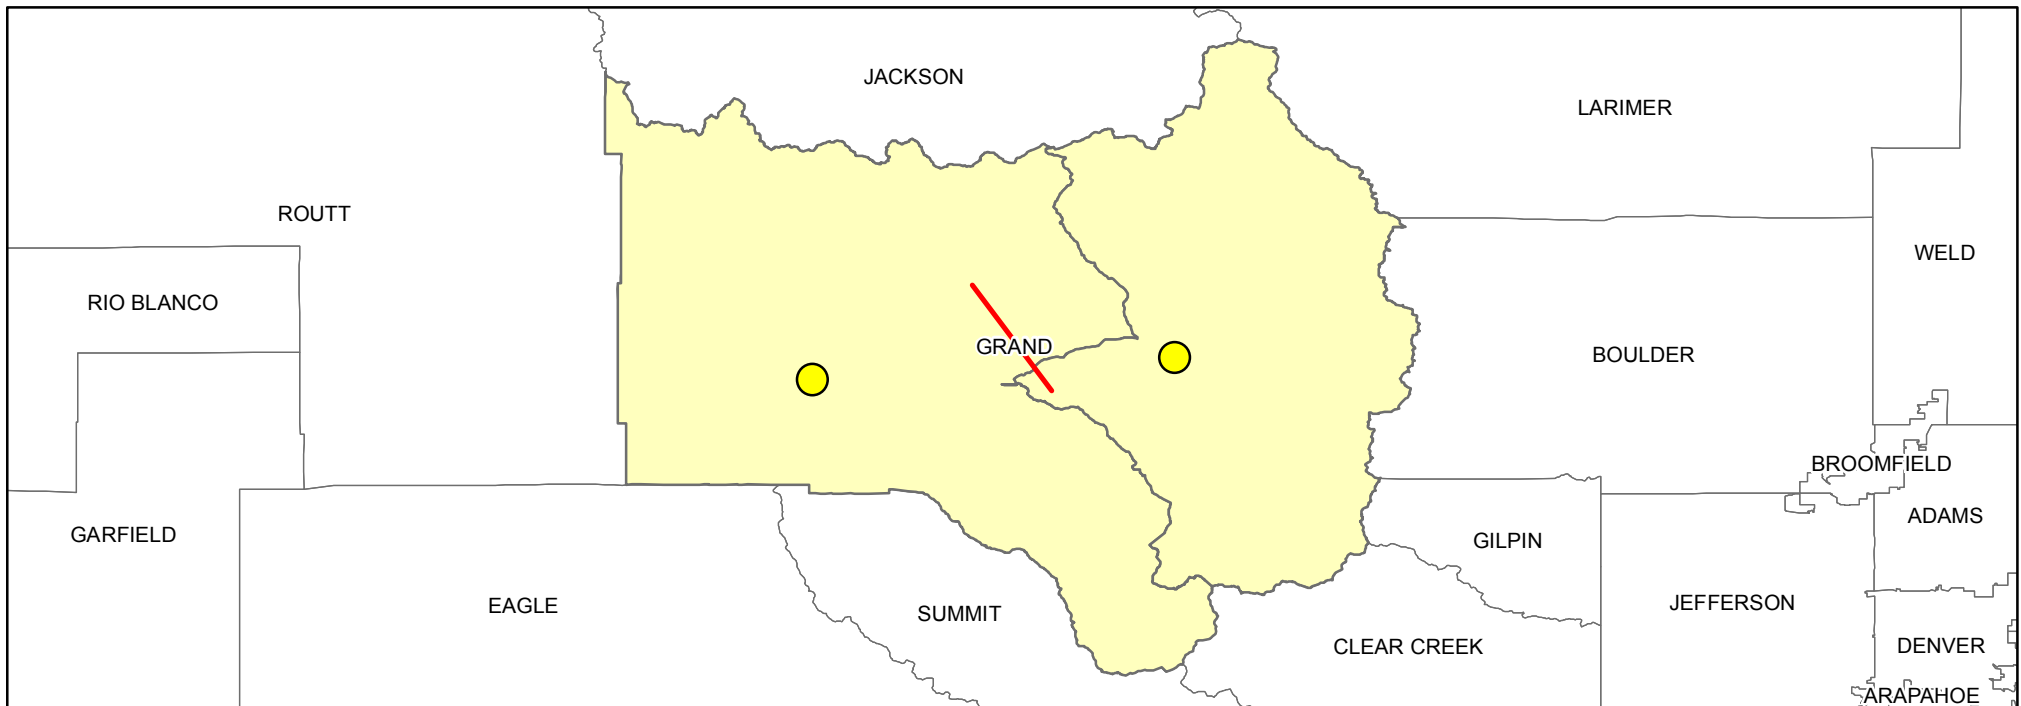 JACKSON
LARIMER
ROUTT
WELD
RIO BLANCO
GRAND
BOULDER
BROOMFIELD
ADAMS
GARFIELD
GILPIN
EAGLE
SUMMIT
JEFFERSON
CLEAR CREEK
DENVER
ARAPAHOE